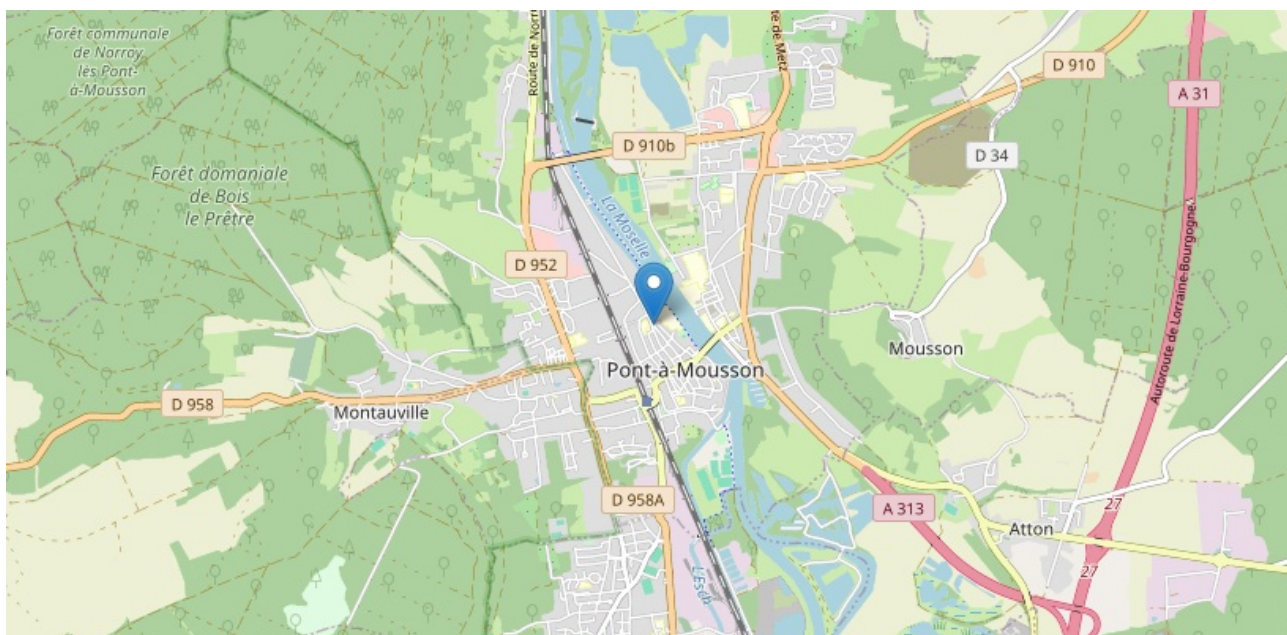 Forêt communale
de Norroy
lès Pont-
à-Mousson
Route de Norr
te de Metz
D 910
A 31
D 910b
D 34
Forêt domaniale
de Bois
le Prêtre
La Moselle
D 952
Autoroute de Lorraine-Bourgogne
Mousson
Pont-à-Mousson
D 958
Montauville
D 958A
A 313
27
Atton
27
L'Esch